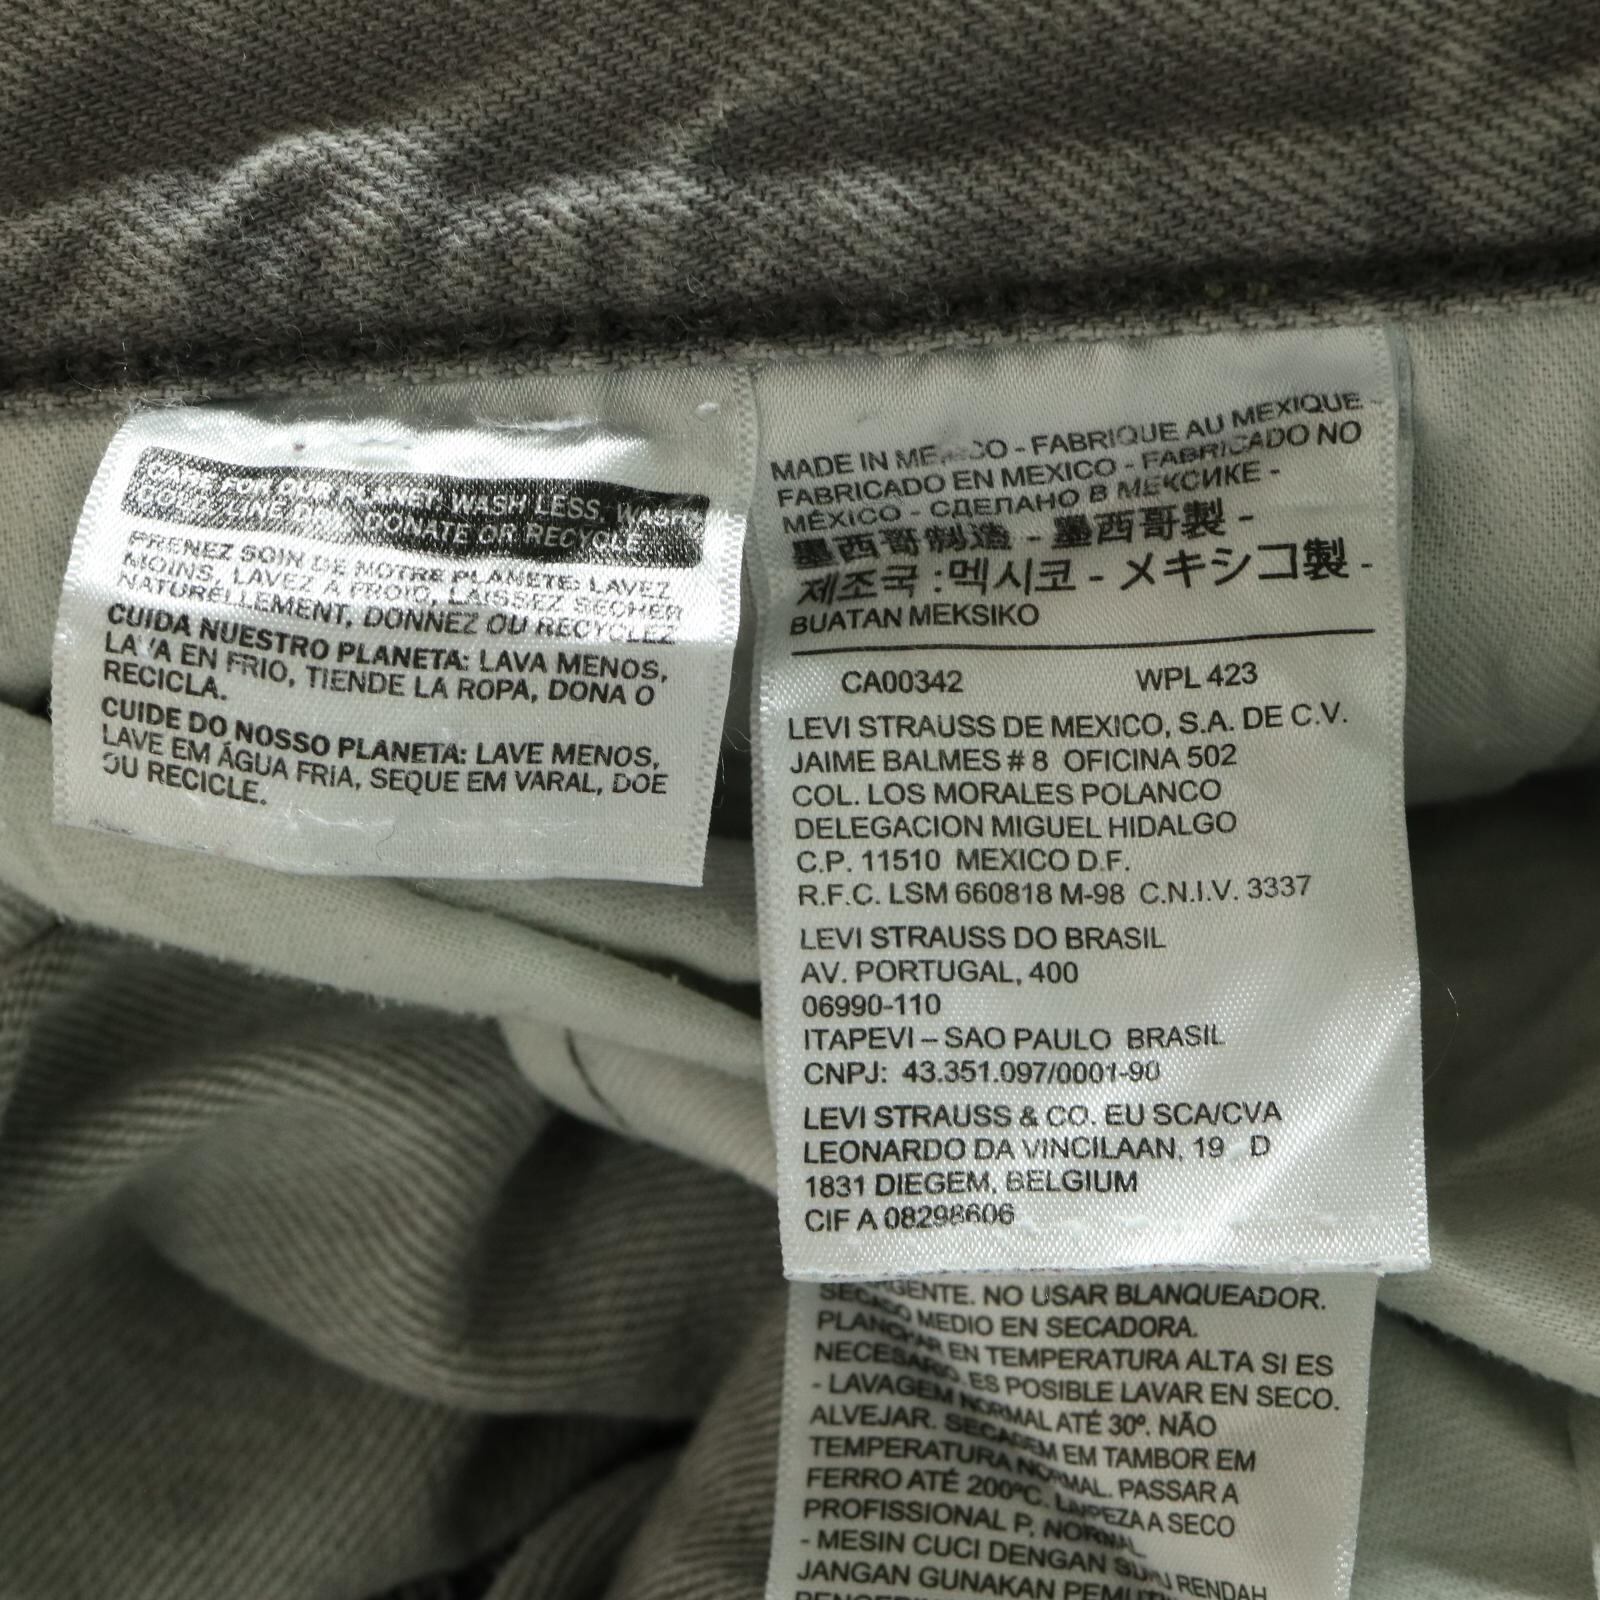 CARE FOR OUR PLANET: WASH LESS, WASH
COLD, LINE DRY, DONATE OR RECYCLE
PRENEZ SOIN DE NOTRE PLANETE: LAVEZ
MOINS, LAVEZ A FROID, LAISSEZ SECHER
NATURELLEMENT, DONNEZ OU RECYCLEZ
CUIDA NUESTRO PLANETA: LAVA MENOS,
LAVA EN FRIO, TIENDE LA ROPA, DONA O
RECICLA.
CUIDE DO NOSSO PLANETA: LAVE MENOS,
LAVE EM ÁGUA FRIA, SEQUE EM VARAL, DOE
OU RECICLE.
MADE IN MEXICO - FABRIQUE AU MEXIQUE
FABRICADO EN MEXICO - FABRICADO NO
MÉXICO - СДЕЛАНО В МЕКСИКЕ -
墨西哥制造 - 墨西哥製 -
제조국 : 멕시코 - メキシコ製 -
BUATAN MEKSIKO
CA00342 WPL 423
LEVI STRAUSS DE MEXICO, S.A. DE C.V.
JAIME BALMES # 8 OFICINA 502
COL. LOS MORALES POLANCO
DELEGACION MIGUEL HIDALGO
C.P. 11510 MEXICO D.F.
R.F.C. LSM 660818 M-98 C.N.I.V. 3337
LEVI STRAUSS DO BRASIL
AV. PORTUGAL, 400
06990-110
ITAPEVI – SAO PAULO BRASIL
CNPJ: 43.351.097/0001-90
LEVI STRAUSS & CO. EU SCA/CVA
LEONARDO DA VINCILAAN, 19 D
1831 DIEGEM, BELGIUM
CIF A 08298606
NO USAR BLANQUEADOR.
SECADO MEDIO EN SECADORA.
PLANCHAR EN TEMPERATURA ALTA SI ES
NECESARIO. ES POSIBLE LAVAR EN SECO.
- LAVAGEM NORMAL ATÉ 30º. NÃO
ALVEJAR. SECAGEM EM TAMBOR EM
TEMPERATURA NORMAL. PASSAR A
FERRO ATÉ 200ºC. LIMPEZA A SECO
PROFISSIONAL P, NORMAL
- MESIN CUCI DENGAN SUHU RENDAH
JANGAN GUNAKAN